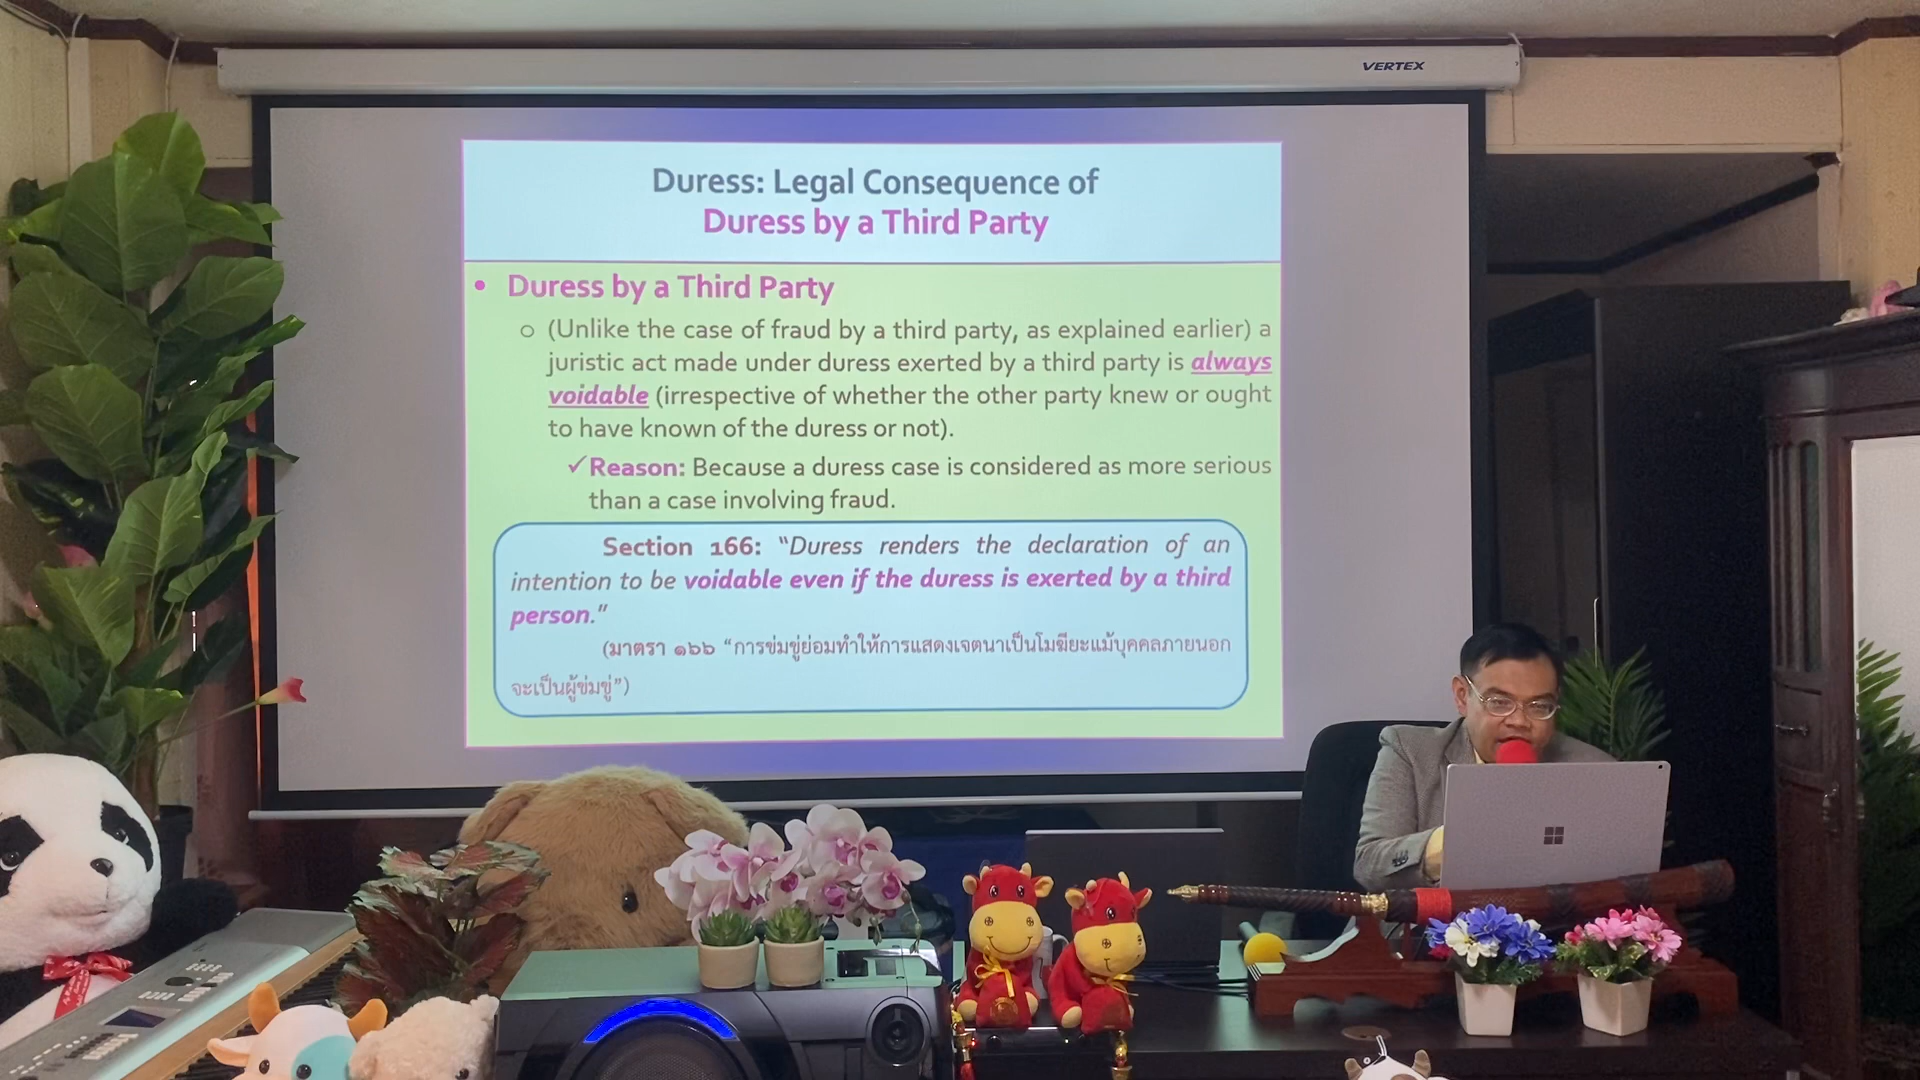 VERTEX
Duress: Legal Consequence of
Duress by a Third Party
• Duress by a Third Party
o (Unlike the case of fraud by a third party, as explained earlier) a
juristic act made under duress exerted by a third party is always
voidable (irrespective of whether the other party knew or ought
to have known of the duress or not).
✓Reason: Because a duress case is considered as more serious
than a case involving fraud.
Section 166: “Duress renders the declaration of an
intention to be voidable even if the duress is exerted by a third
person.”
(มาตรา ๑๖๖ “การข่มขู่ย่อมทำให้การแสดงเจตนาเป็นโมฆียะแม้บุคคลภายนอก
จะเป็นผู้ข่มขู่”)